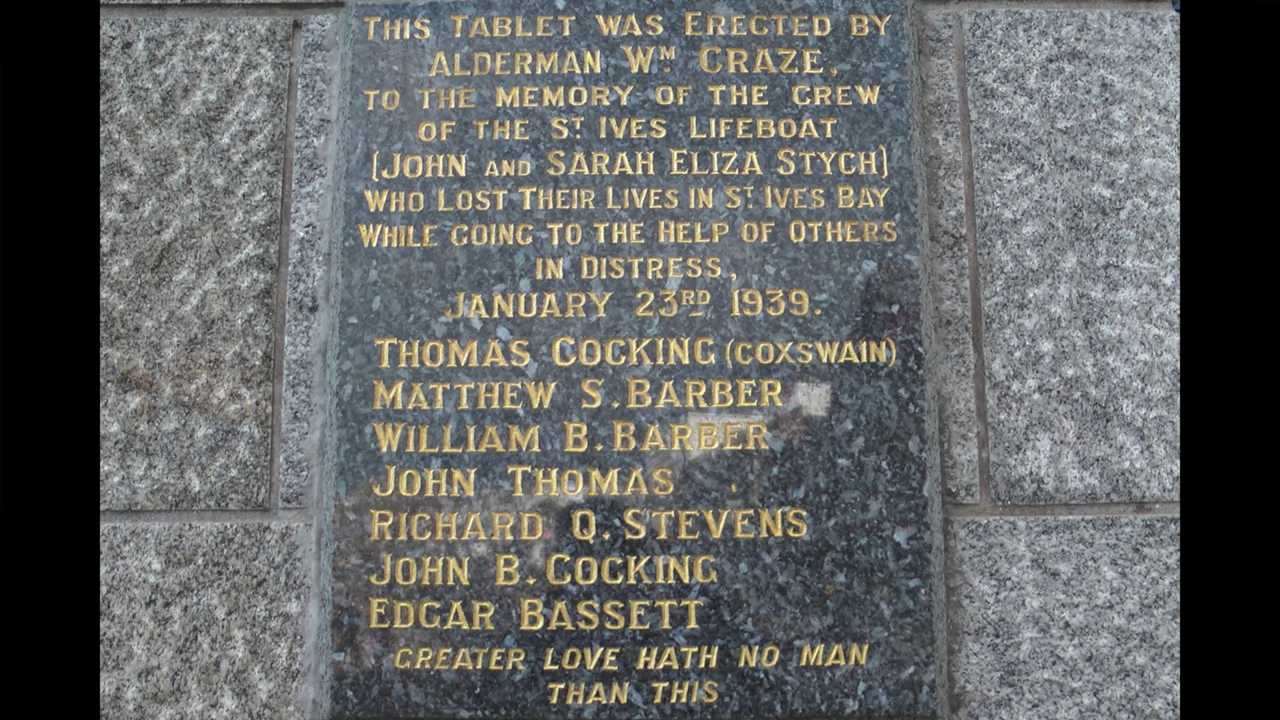 THIS TABLET WAS ERECTED BY
ALDERMAN WM. CRAZE,
TO THE MEMORY OF THE CREW
OF THE ST. IVES LIFEBOAT
(JOHN AND SARAH ELIZA STYCH)
WHO LOST THEIR LIVES IN ST. IVES BAY
WHILE GOING TO THE HELP OF OTHERS
IN DISTRESS,
JANUARY 23RD 1939.
THOMAS COCKING (COXSWAIN)
MATTHEW S. BARBER
WILLIAM B. BARBER
JOHN THOMAS
RICHARD Q. STEVENS
JOHN B. COCKING
EDGAR BASSETT
GREATER LOVE HATH NO MAN
THAN THIS